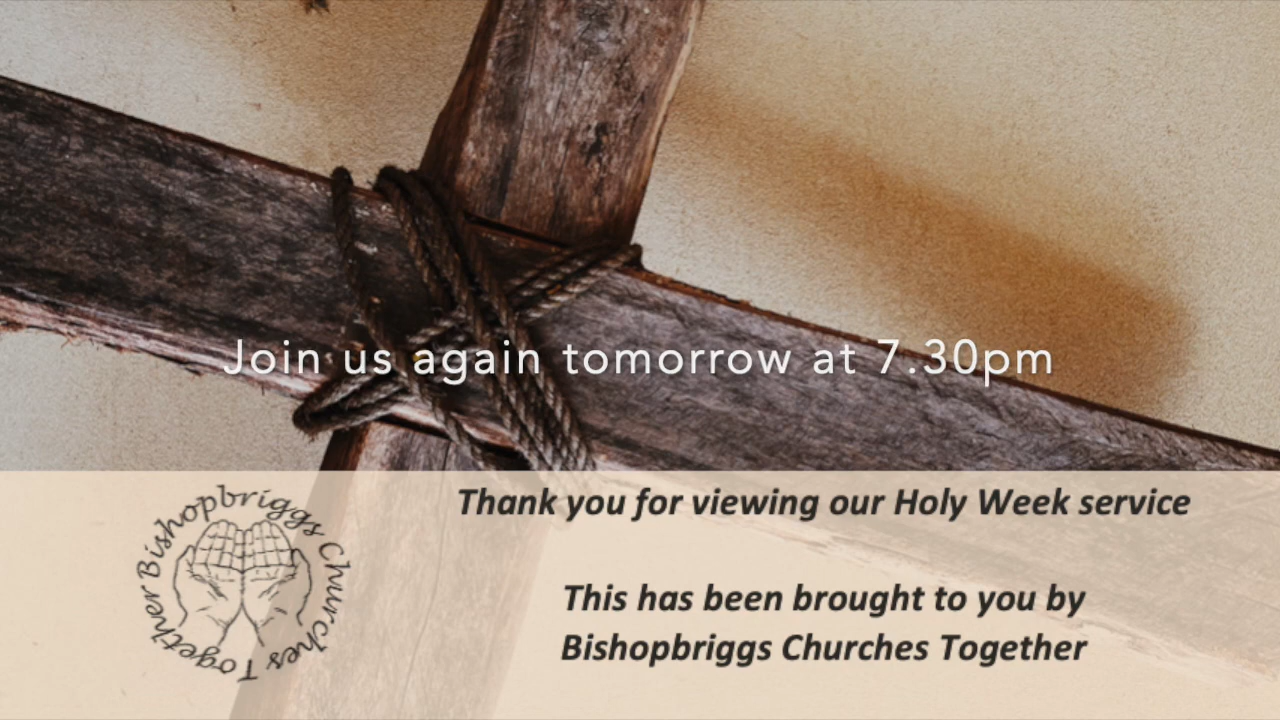 Join us again tomorrow at 7.30pm
Thank you for viewing our Holy Week service
Bishopbriggs Churches Together
This has been brought to you by
Bishopbriggs Churches Together